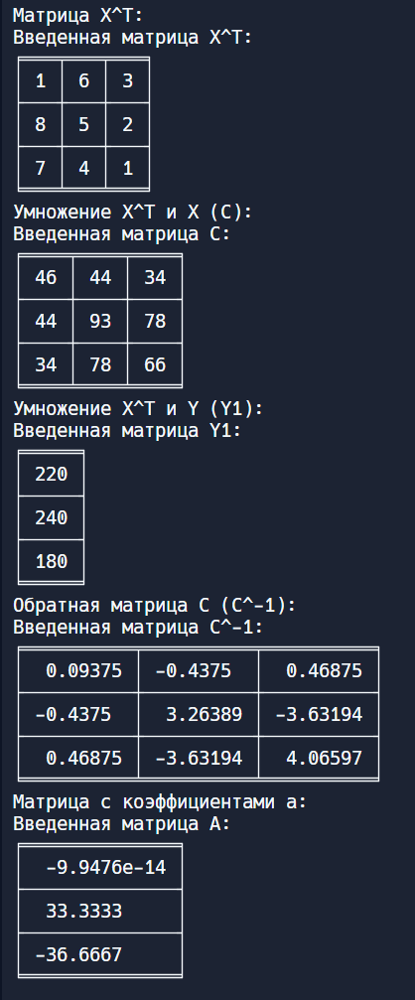 Матрица X^T:
Введенная матрица X^T:
1 6 3
8 5 2
7 4 1
Умножение X^T и X (C):
Введенная матрица C:
46 44 34
44 93 78
34 78 66
Умножение X^T и Y (Y1):
Введенная матрица Y1:
220
240
180
Обратная матрица C (C^-1):
Введенная матрица C^-1:
0.09375 -0.4375 0.46875
-0.4375 3.26389 -3.63194
0.46875 -3.63194 4.06597
Матрица с коэффициентами a:
Введенная матрица A:
-9.9476e-14
33.3333
-36.6667